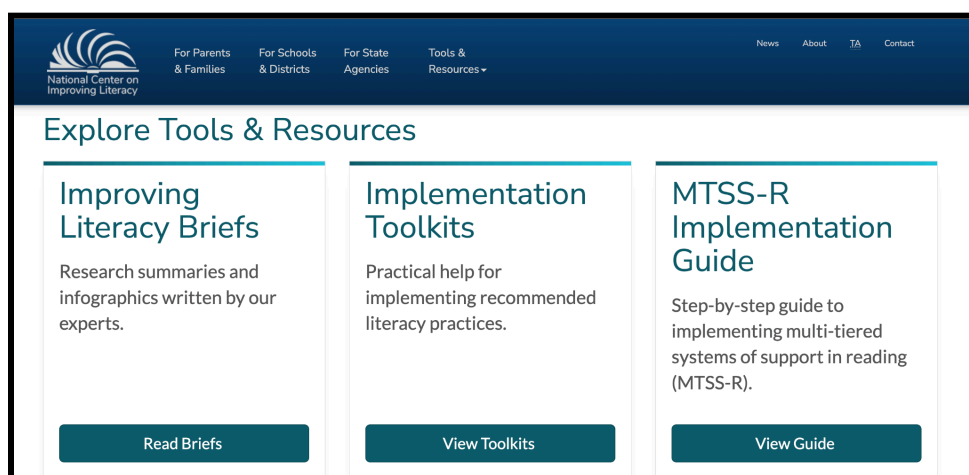 National Center on
Improving Literacy
For Parents
& Families
For Schools
& Districts
For State
Agencies
Tools &
Resources
News
About
TA
Contact
Explore Tools & Resources
Improving
Literacy Briefs
Research summaries and
infographics written by our
experts.
Read Briefs
Implementation
Toolkits
Practical help for
implementing recommended
literacy practices.
View Toolkits
MTSS-R
Implementation
Guide
Step-by-step guide to
implementing multi-tiered
systems of support in reading
(MTSS-R).
View Guide